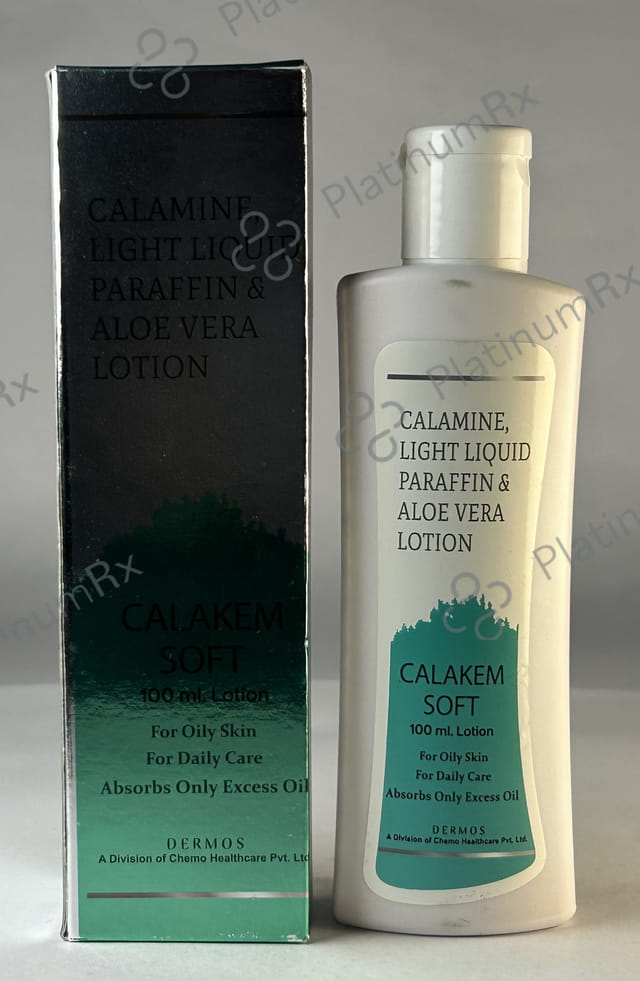 CALAMINE,
LIGHT LIQUID
PARAFFIN &
ALOE VERA
LOTION
CALAKEM
SOFT
100 ml. Lotion
For Oily Skin
For Daily Care
Absorbs Only Excess Oil
DERMOS
A Division of Chemo Healthcare Pvt. Ltd
CALAMINE,
LIGHT LIQUID
PARAFFIN &
ALOE VERA
LOTION
CALAKEM
SOFT
100 ml. Lotion
For Oily Skin
For Daily Care
Absorbs Only Excess Oil
DERMOS
A Division of Chemo Healthcare Pvt. Ltd.
PlatinumRx
PlatinumRx
PlatinumRx